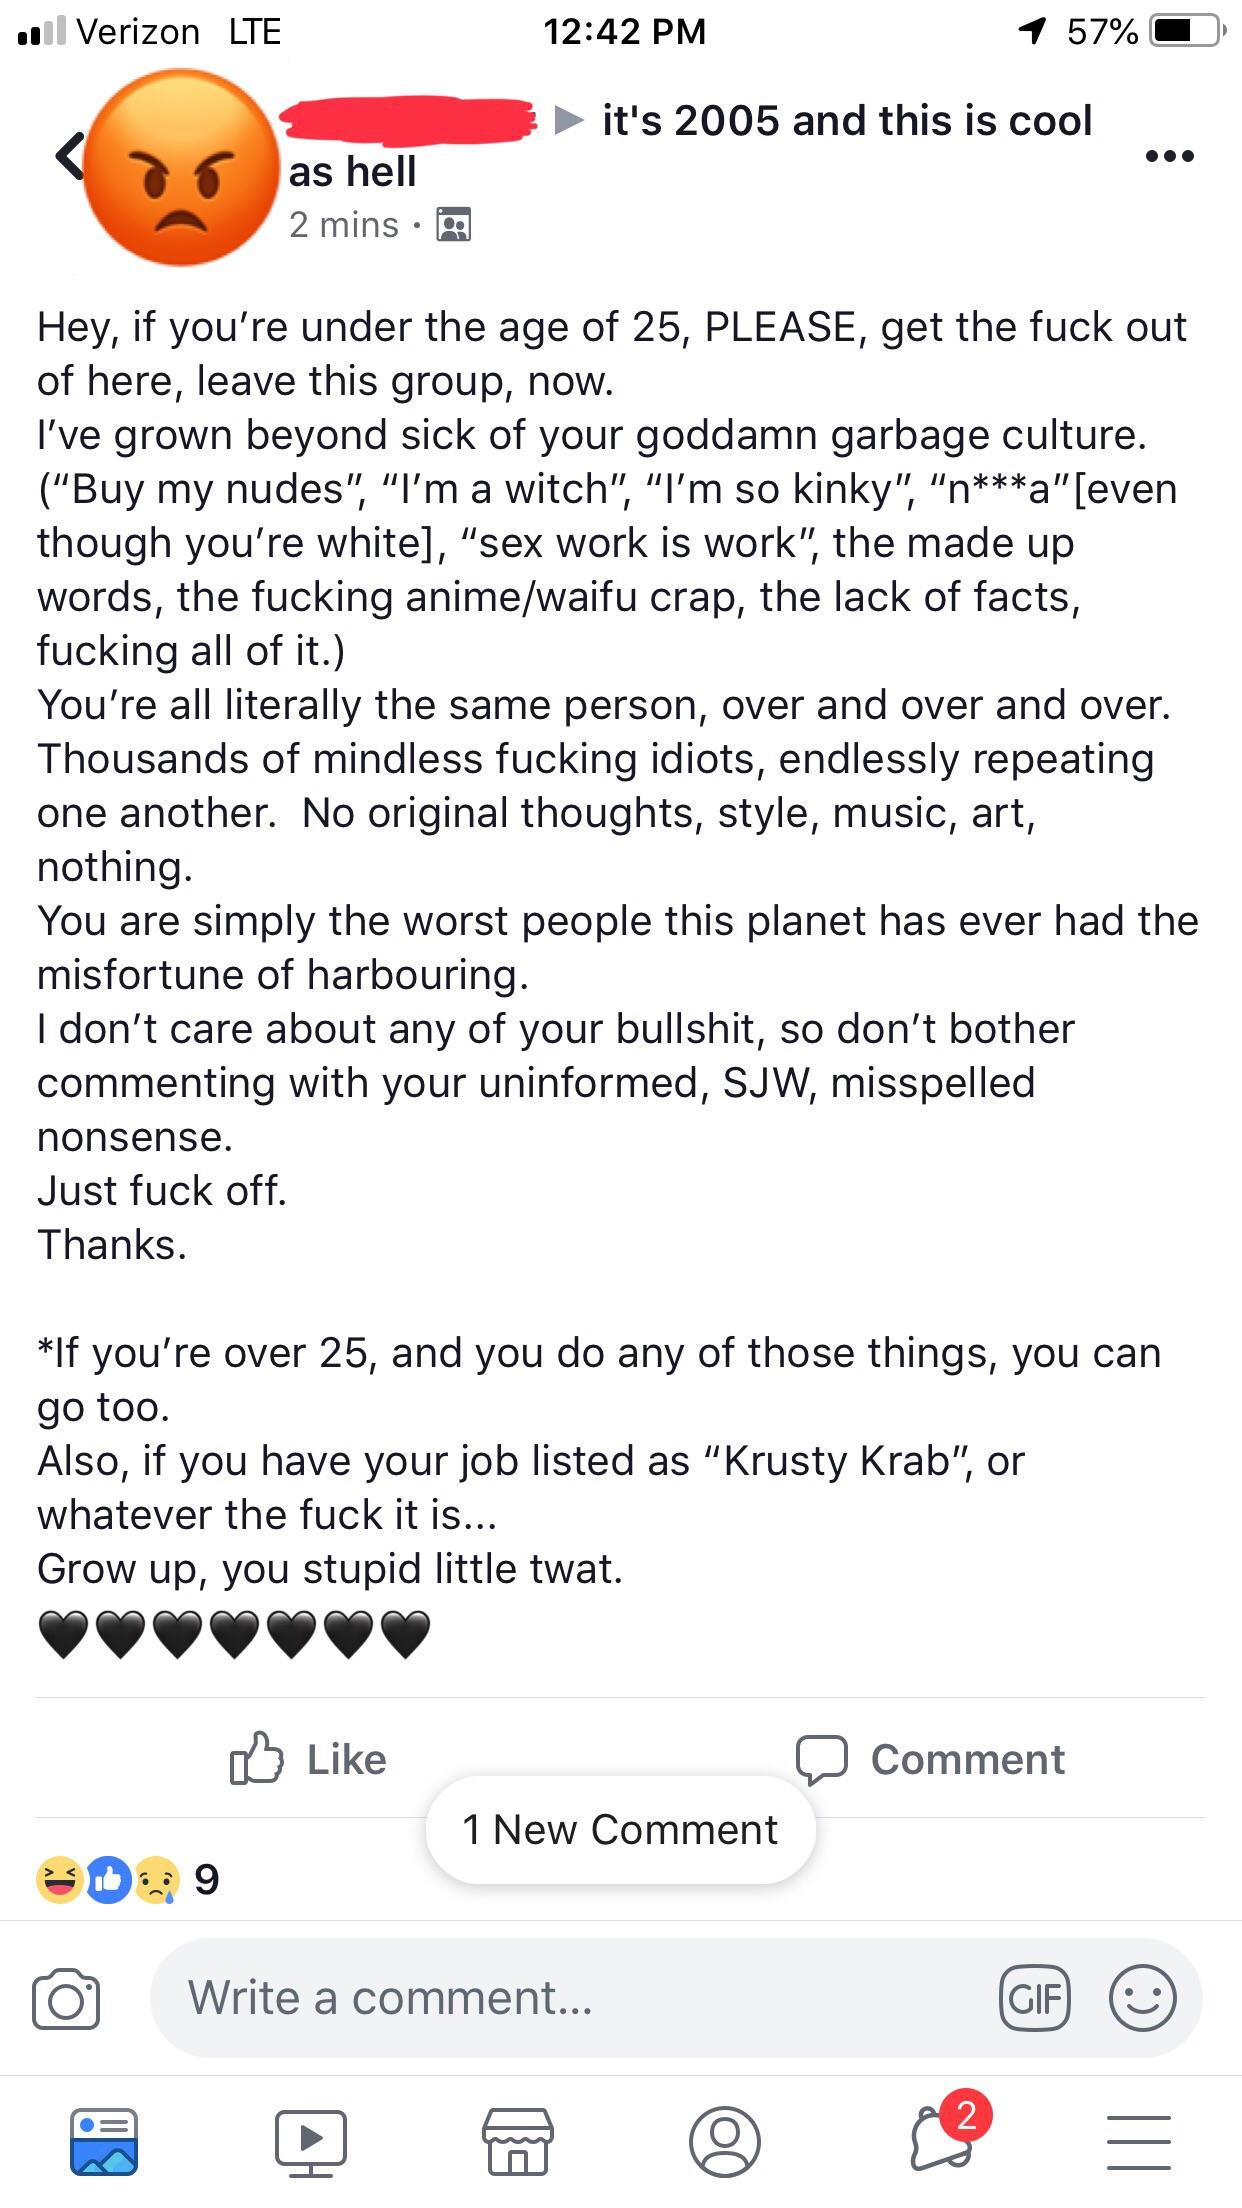 Verizon LTE 12:42 PM 57%
▶ it's 2005 and this is cool
as hell
2 mins ·
Hey, if you’re under the age of 25, PLEASE, get the fuck out
of here, leave this group, now.
I’ve grown beyond sick of your goddamn garbage culture.
(“Buy my nudes”, “I’m a witch”, “I’m so kinky”, “n***a”[even
though you’re white], “sex work is work”, the made up
words, the fucking anime/waifu crap, the lack of facts,
fucking all of it.)
You’re all literally the same person, over and over and over.
Thousands of mindless fucking idiots, endlessly repeating
one another.  No original thoughts, style, music, art,
nothing.
You are simply the worst people this planet has ever had the
misfortune of harbouring.
I don’t care about any of your bullshit, so don’t bother
commenting with your uninformed, SJW, misspelled
nonsense.
Just fuck off.
Thanks.
*If you’re over 25, and you do any of those things, you can
go too.
Also, if you have your job listed as “Krusty Krab”, or
whatever the fuck it is...
Grow up, you stupid little twat.
🖤🖤🖤🖤🖤🖤🖤
Like Comment
1 New Comment
9
Write a comment... GIF
2